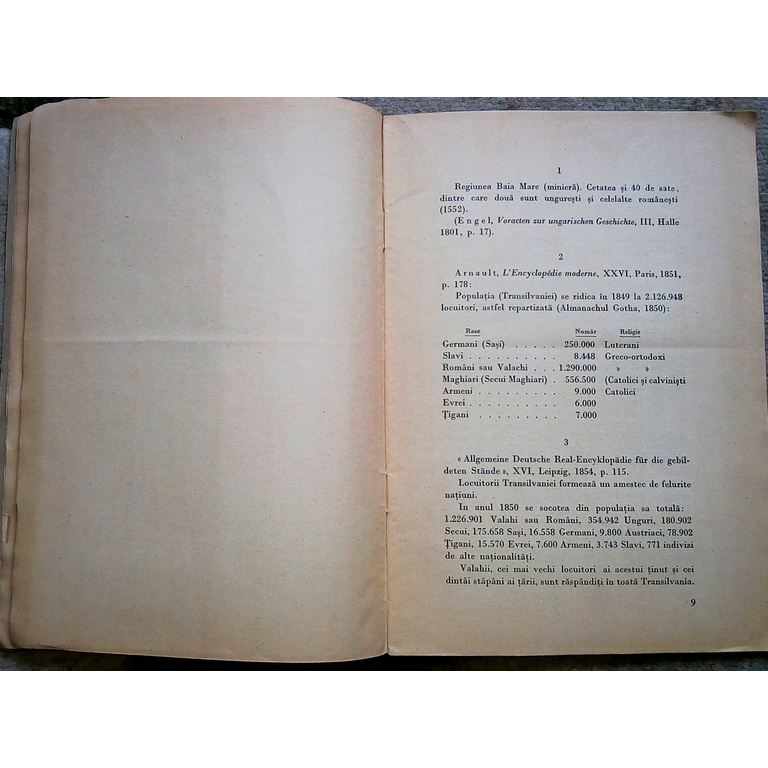 1
Regiunea Baia Mare (minieră). Cetatea și 40 de sate,
dintre care două sunt ungurești și celelalte românești
(1552).
(Engel, Voracten zur ungarischen Geschichte, III, Halle
1801, p. 17).
2
Arnault, L'Encyclopédie moderne, XXVI, Paris, 1851,
p. 178:
Populația (Transilvaniei) se ridica în 1849 la 2.126.948
locuitori, astfel repartizată (Almanachul Gotha, 1850):
Rase Număr Religie
Germani (Sași) . . . . . 250.000 Luterani
Slavi . . . . . . . . . . 8.448 Greco-ortodoxi
Români sau Valachi . . . 1.290.000 » »
Maghiari (Secui Maghiari) . 556.500 (Catolici și calviniști
Armeni . . . . . . . . . 9.000 Catolici
Evrei . . . . . . . . . . 6.000
Țigani . . . . . . . . . 7.000
3
« Allgemeine Deutsche Real-Encyklopädie für die gebil-
deten Stände », XVI, Leipzig, 1854, p. 115.
Locuitorii Transilvaniei formează un amestec de felurite
națiuni.
In anul 1850 se socotea din populația sa totală:
1.226.901 Valahi sau Români, 354.942 Unguri, 180.902
Secui, 175.658 Sași, 16.558 Germani, 9.800 Austriaci, 78.902
Țigani, 15.570 Evrei, 7.600 Armeni, 3.743 Slavi, 771 indivizi
de alte naționalități.
Valahii, cei mai vechi locuitori ai acestui ținut și cei
dintâi stăpâni ai țării, sunt răspândiți în toată Transilvania.
9